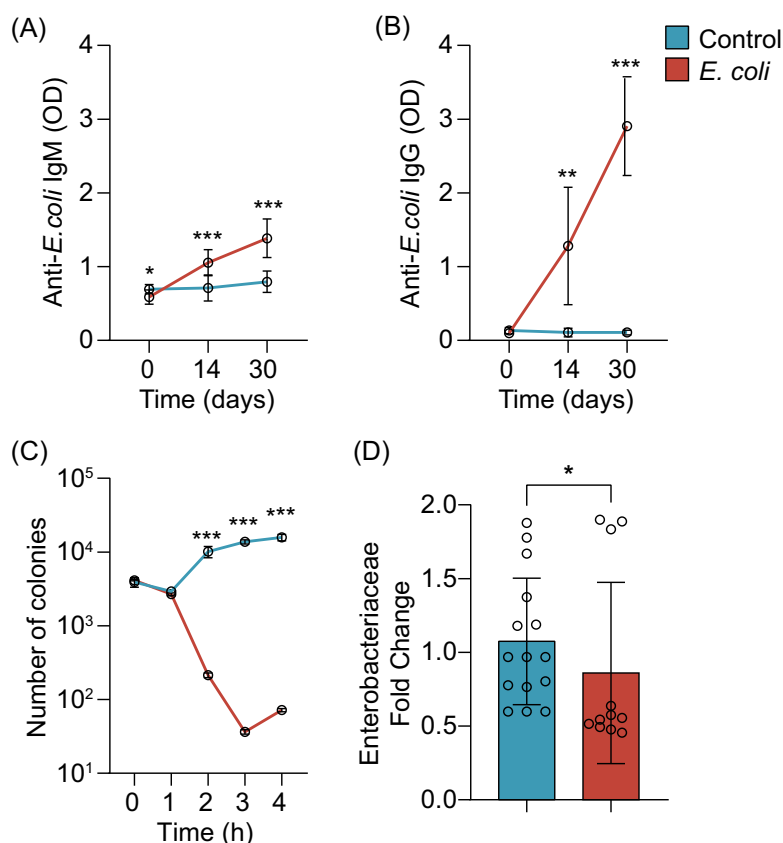 (A)
Anti-E.coli IgM (OD)
4
3
2
1
0
*
***
***
0 14 30
Time (days)
(B)
Anti-E.coli IgG (OD)
4
3
2
1
0
**
***
0 14 30
Time (days)
Control
E. coli
(C)
Number of colonies
10⁵
10⁴
10³
10²
10¹
***
***
***
0 1 2 3 4
Time (h)
(D)
Enterobacteriaceae
Fold Change
2.0
1.5
1.0
0.5
0.0
*